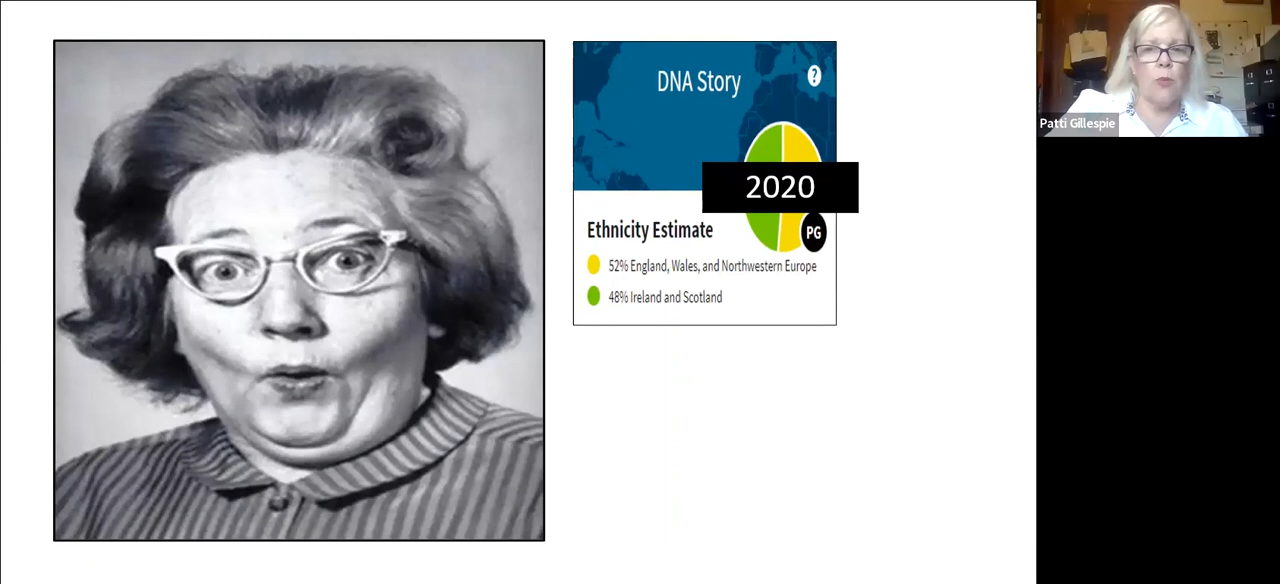 DNA Story
?
2020
PG
Ethnicity Estimate
52% England, Wales, and Northwestern Europe
48% Ireland and Scotland
Patti Gillespie